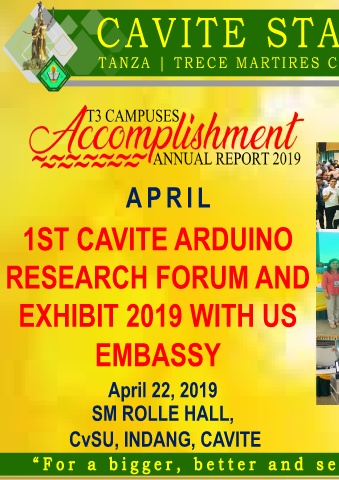 CAVITE STA
TANZA | TRECE MARTIRES C
T3 CAMPUSES
Accomplishment
ANNUAL REPORT 2019
APRIL
1ST CAVITE ARDUINO
RESEARCH FORUM AND
EXHIBIT 2019 WITH US
EMBASSY
April 22, 2019
SM ROLLE HALL,
CvSU, INDANG, CAVITE
"For a bigger, better and se